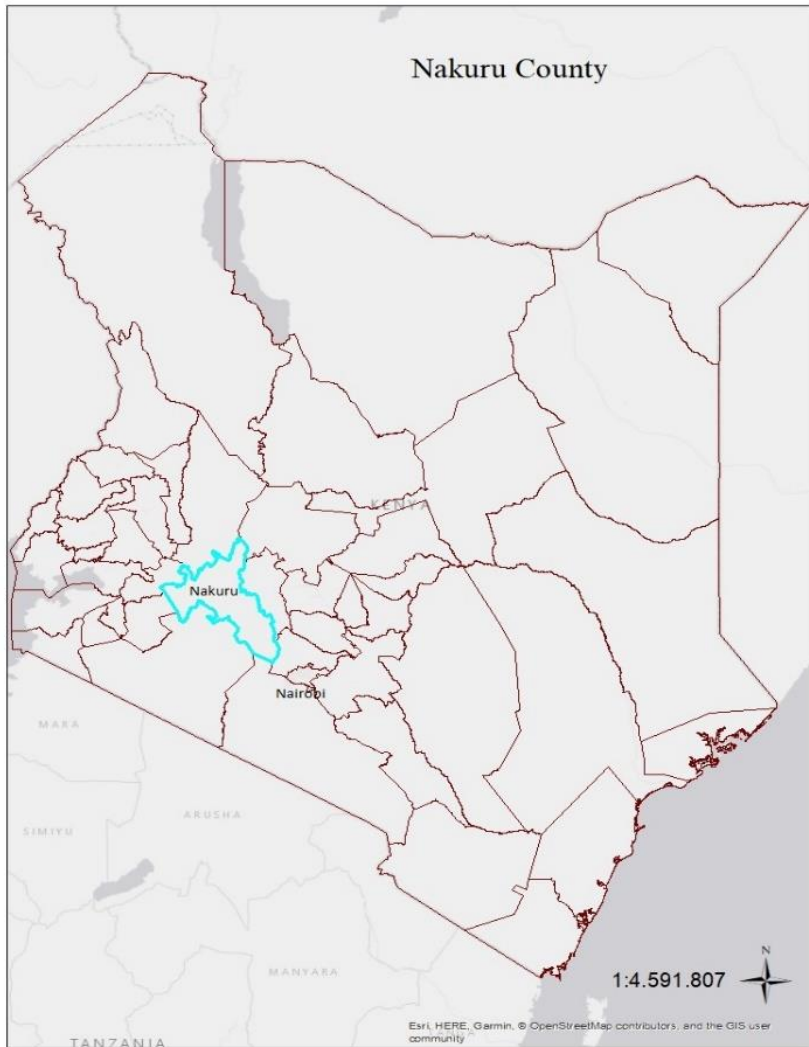 Nakuru County
KENYA
Nakuru
Nairobi
MARA
ARUSHA
SIMIYU
MANYARA
N
1:4.591.807
Esri, HERE, Garmin, © OpenStreetMap contributors, and the GIS user
community
TANZANIA